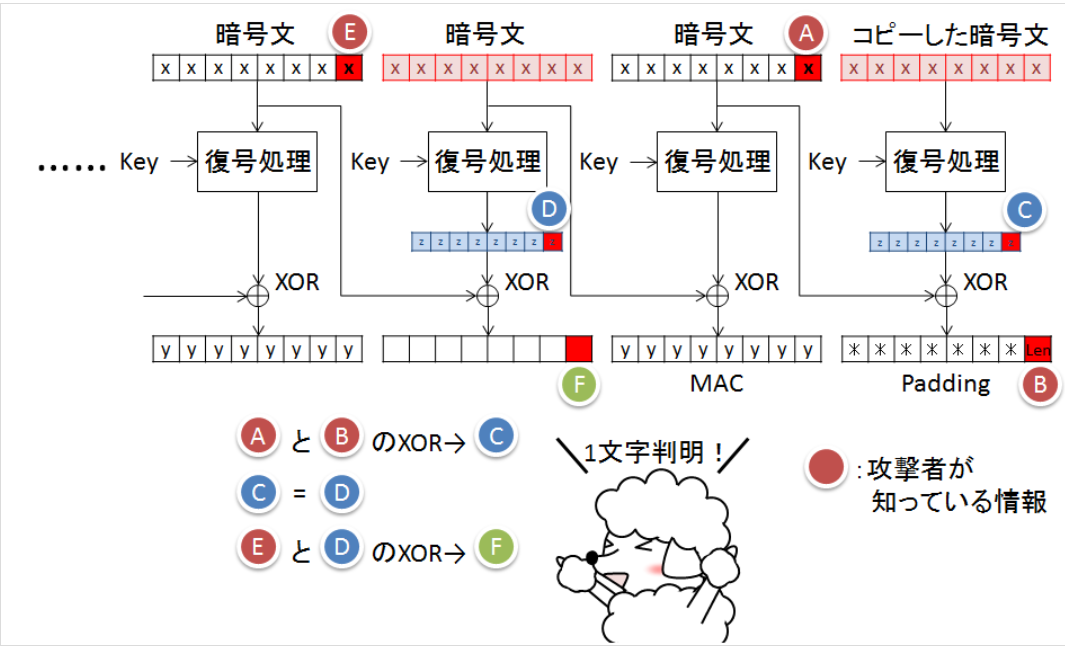 暗号文 E 暗号文 暗号文 A コピーした暗号文
x x x x x x x x x x x x x x x x x x x x x x x x x x x x x x x x
...... Key 復号処理 Key 復号処理 Key 復号処理 Key 復号処理
D C
z z z z z z z z z z z z z z z z
XOR XOR XOR XOR
y y y y y y y y y y y y y y y y * * * * * * * Len
F MAC Padding B
A と B のXOR→ C
C = D
E と D のXOR→ F
1文字判明!
:攻撃者が
知っている情報